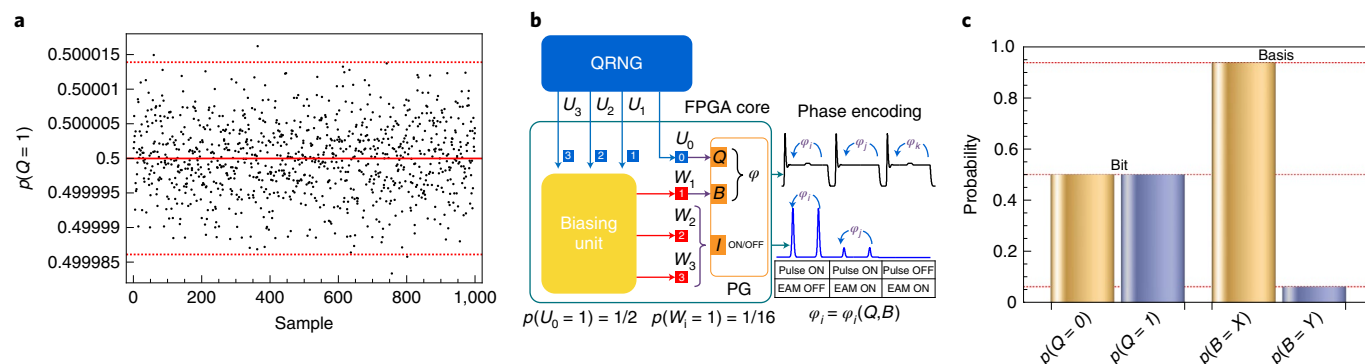 a
p(Q = 1)
0.500015
0.50001
0.500005
0.5
0.499995
0.49999
0.499985
0 200 400 600 800 1,000
Sample
b
QRNG
U3 U2 U1
FPGA core
U0
3 2 1 0
Biasing
unit
W1
1
W2
2
W3
3
Q
B
φ
I ON/OFF
PG
p(U0 = 1) = 1/2 p(Wi = 1) = 1/16
Phase encoding
φi φj φk
φi
φj
Pulse ON Pulse ON Pulse OFF
EAM OFF EAM ON EAM ON
φi = φi(Q,B)
c
Probability
1.0
0.8
0.6
0.4
0.2
0
Basis
Bit
p(Q = 0) p(Q = 1) p(B = X) p(B = Y)